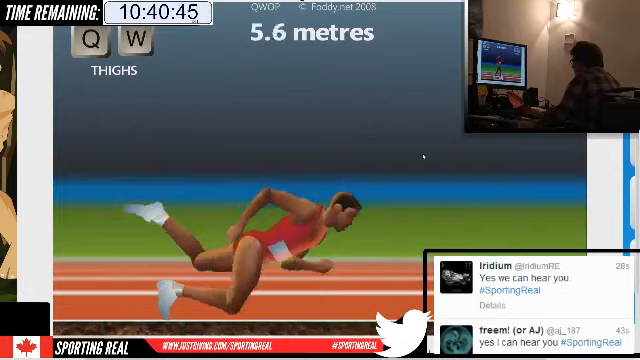 TIME REMAINING: 10:40:45
QWOP © Foddy.net 2008
5.6 metres
Q W
THIGHS
Iridium @IridiumRE 28s
Yes we can hear you.
#SportingReal
Details
freem! (or AJ) @aj_187 43s
yes I can hear you #SportingReal
SPORTING REAL WWW.JUSTGIVING.COM/SPORTINGREAL #SPORTINGREAL